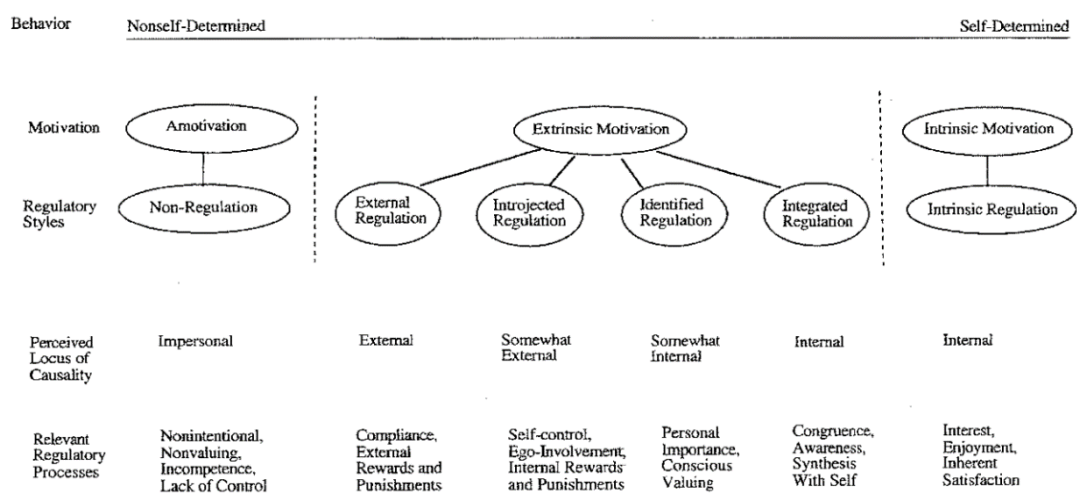 Behavior Nonself-Determined Self-Determined
Motivation Amotivation Extrinsic Motivation Intrinsic Motivation
Regulatory
Styles
Non-Regulation
External
Regulation
Introjected
Regulation
Identified
Regulation
Integrated
Regulation
Intrinsic Regulation
Perceived
Locus of
Causality
Impersonal
External
Somewhat
External
Somewhat
Internal
Internal
Internal
Relevant
Regulatory
Processes
Nonintentional,
Nonvaluing,
Incompetence,
Lack of Control
Compliance,
External
Rewards and
Punishments
Self-control,
Ego-Involvement,
Internal Rewards
and Punishments
Personal
Importance,
Conscious
Valuing
Congruence,
Awareness,
Synthesis
With Self
Interest,
Enjoyment,
Inherent
Satisfaction